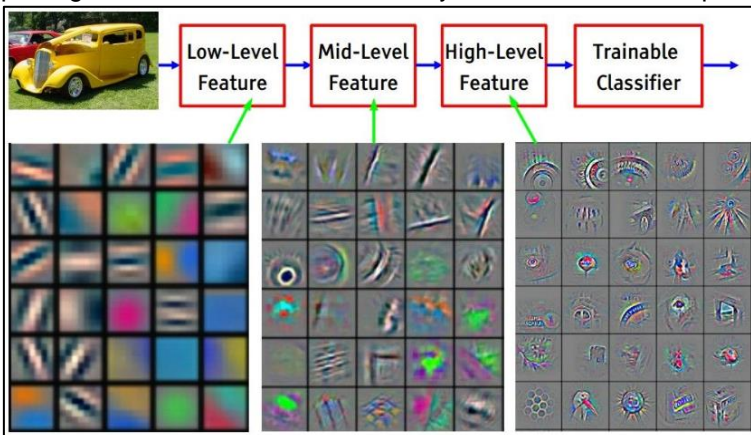 Low-Level
Feature
Mid-Level
Feature
High-Level
Feature
Trainable
Classifier